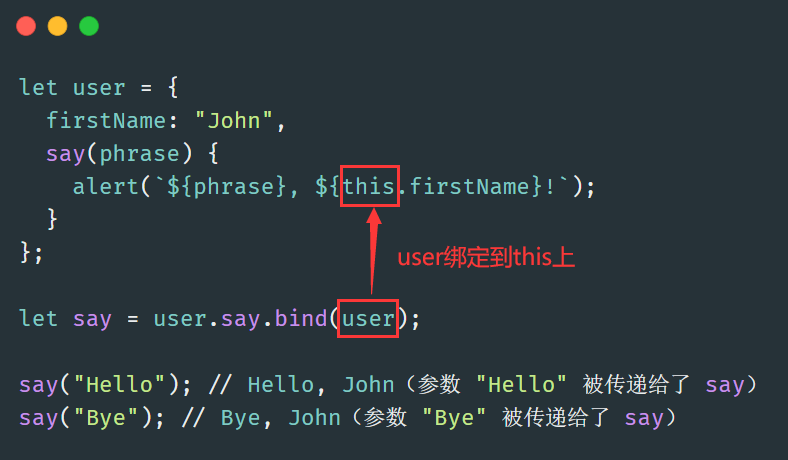 let user = {
  firstName: "John",
  say(phrase) {
    alert(`${phrase}, ${this.firstName}!`);
  }
};
user绑定到this上
let say = user.say.bind(user);
say("Hello"); // Hello, John（参数 "Hello" 被传递给了 say）
say("Bye"); // Bye, John（参数 "Bye" 被传递给了 say）